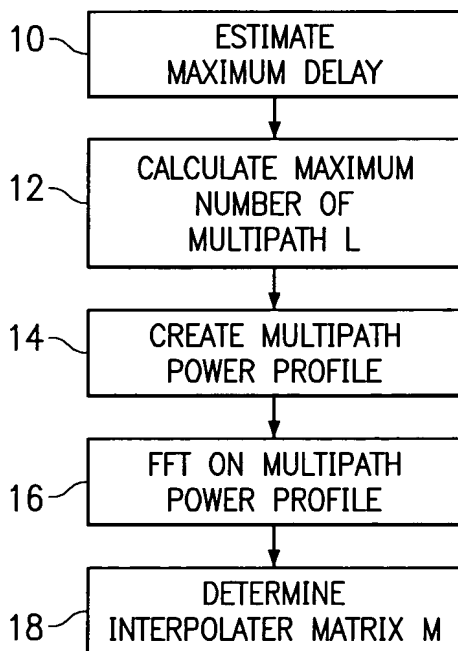 10
ESTIMATE
MAXIMUM DELAY
12
CALCULATE MAXIMUM
NUMBER OF
MULTIPATH L
14
CREATE MULTIPATH
POWER PROFILE
16
FFT ON MULTIPATH
POWER PROFILE
18
DETERMINE
INTERPOLATER MATRIX M